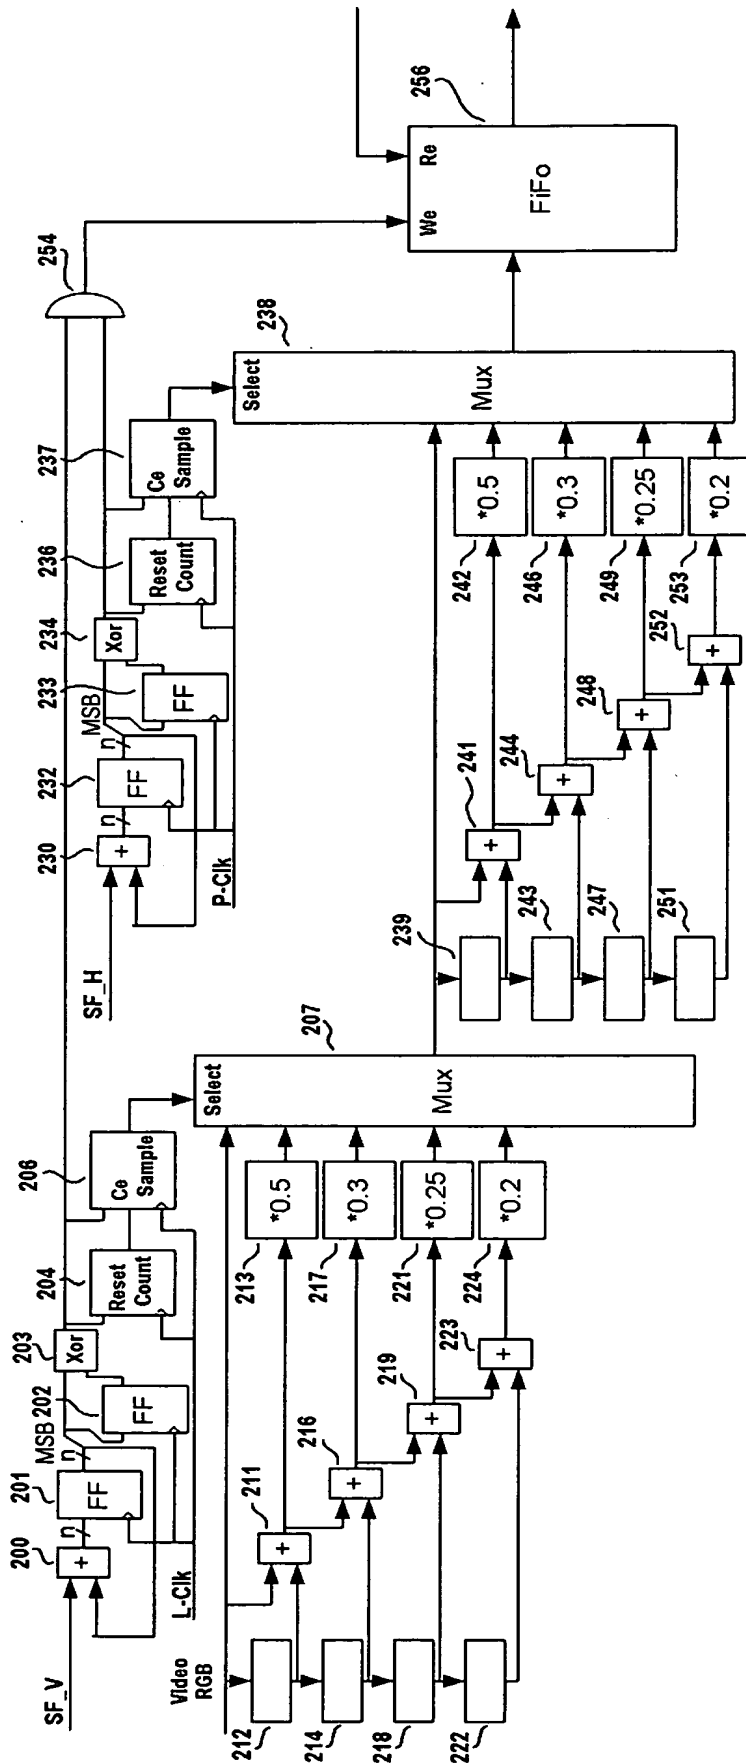 SF_V
200
+
n
201
FF
n
MSB
202
FF
203
Xor
204
Reset
Count
206
Ce
Sample
L-Clk
SF_H
230
+
n
232
FF
n
MSB
233
FF
234
Xor
236
Reset
Count
237
Ce
Sample
P-Clk
254
Video
RGB
212
214
218
222
211
+
216
+
219
+
223
+
213
*0.5
217
*0.3
221
*0.25
224
*0.2
207
Select
Mux
239
243
247
251
241
+
244
+
248
+
252
+
242
*0.5
246
*0.3
249
*0.25
253
*0.2
238
Select
Mux
We
Re
FiFo
256